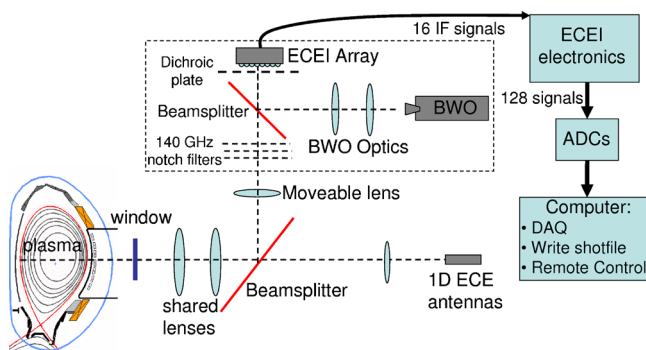 16 IF signals
ECEI Array
ECEI
electronics
Dichroic
plate
128 signals
Beamsplitter
BWO
ADCs
140 GHz
notch filters
BWO Optics
Moveable lens
Computer:
• DAQ
• Write shotfile
• Remote Control
window
plasma
shared
lenses
Beamsplitter
1D ECE
antennas